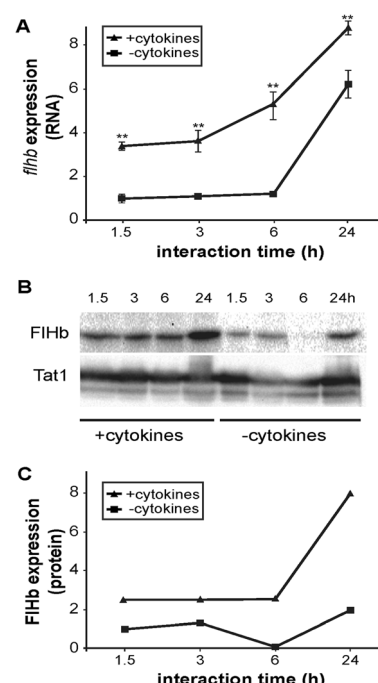 A
flhb expression
(RNA)
+cytokines
-cytokines
**
**
**
**
8
6
4
2
0
1.5 3 6 24
interaction time (h)
B
1.5 3 6 24 1.5 3 6 24h
FlHb
Tat1
+cytokines -cytokines
C
FlHb expression
(protein)
+cytokines
-cytokines
8
6
4
2
0
1.5 3 6 24
interaction time (h)